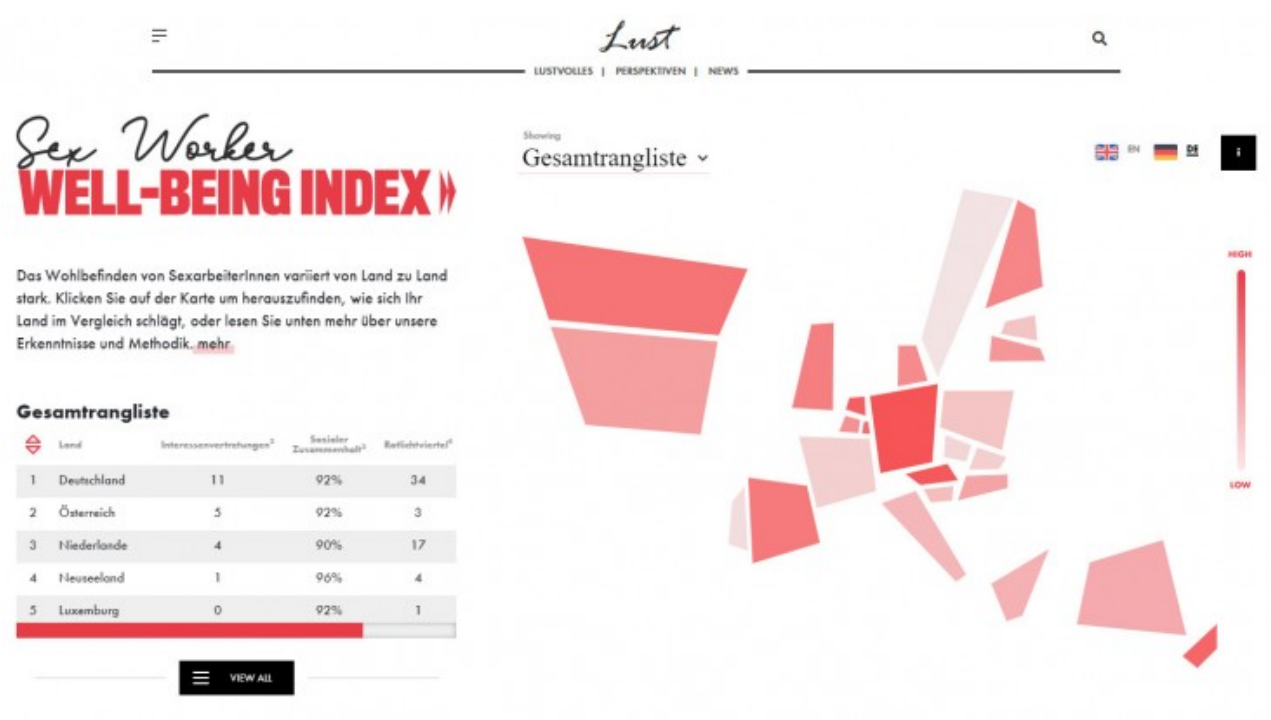 Lust
LUSTVOLLES | PERSPEKTIVEN | NEWS
Sex Worker
WELL-BEING INDEX
Das Wohlbefinden von SexarbeiterInnen variiert von Land zu Land
stark. Klicken Sie auf der Karte um herauszufinden, wie sich Ihr
Land im Vergleich schlägt, oder lesen Sie unten mehr über unsere
Erkenntnisse und Methodik. mehr
Gesamtrangliste
Land Interessenvertretungen² Sozialer Zusammenhalt³ Rotlichtviertel⁴
1 Deutschland 11 92% 34
2 Österreich 5 92% 3
3 Niederlande 4 90% 17
4 Neuseeland 1 96% 4
5 Luxemburg 0 92% 1
VIEW ALL
Showing
Gesamtrangliste
EN DE i
HIGH
LOW